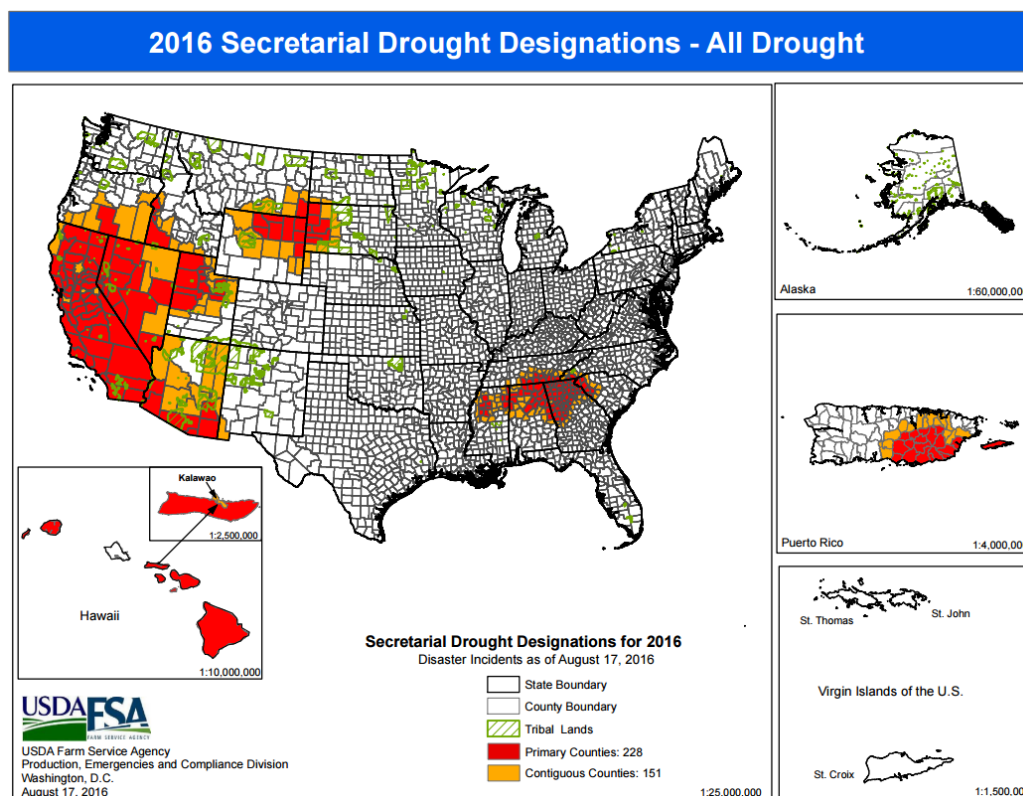 2016 Secretarial Drought Designations - All Drought
Alaska
1:60,000,000
Puerto Rico
1:4,000,000
St. Thomas
St. John
Virgin Islands of the U.S.
St. Croix
1:1,500,00
Kalawao
1:2,500,000
Hawaii
1:10,000,000
Secretarial Drought Designations for 2016
Disaster Incidents as of August 17, 2016
State Boundary
County Boundary
Tribal Lands
Primary Counties: 228
Contiguous Counties: 151
1:25,000,000
USDA FSA
FARM SERVICE AGENCY
USDA Farm Service Agency
Production, Emergencies and Compliance Division
Washington, D.C.
August 17, 2016